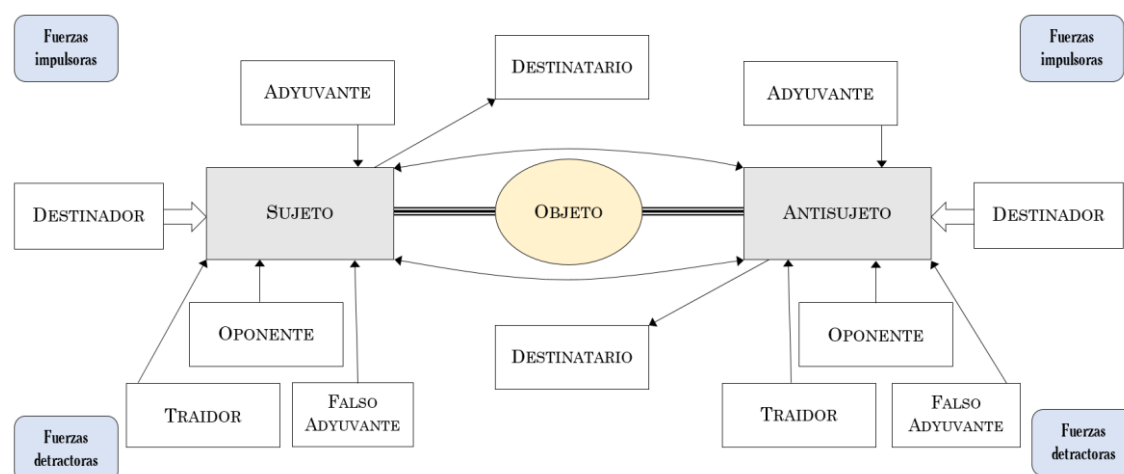 Fuerzas
impulsoras
Fuerzas
impulsoras
DESTINATARIO
ADYUVANTE
ADYUVANTE
DESTINADOR
SUJETO
OBJETO
ANTISUJETO
DESTINADOR
OPONENTE
OPONENTE
DESTINATARIO
TRAIDOR
FALSO
ADYUVANTE
TRAIDOR
FALSO
ADYUVANTE
Fuerzas
detractoras
Fuerzas
detractoras